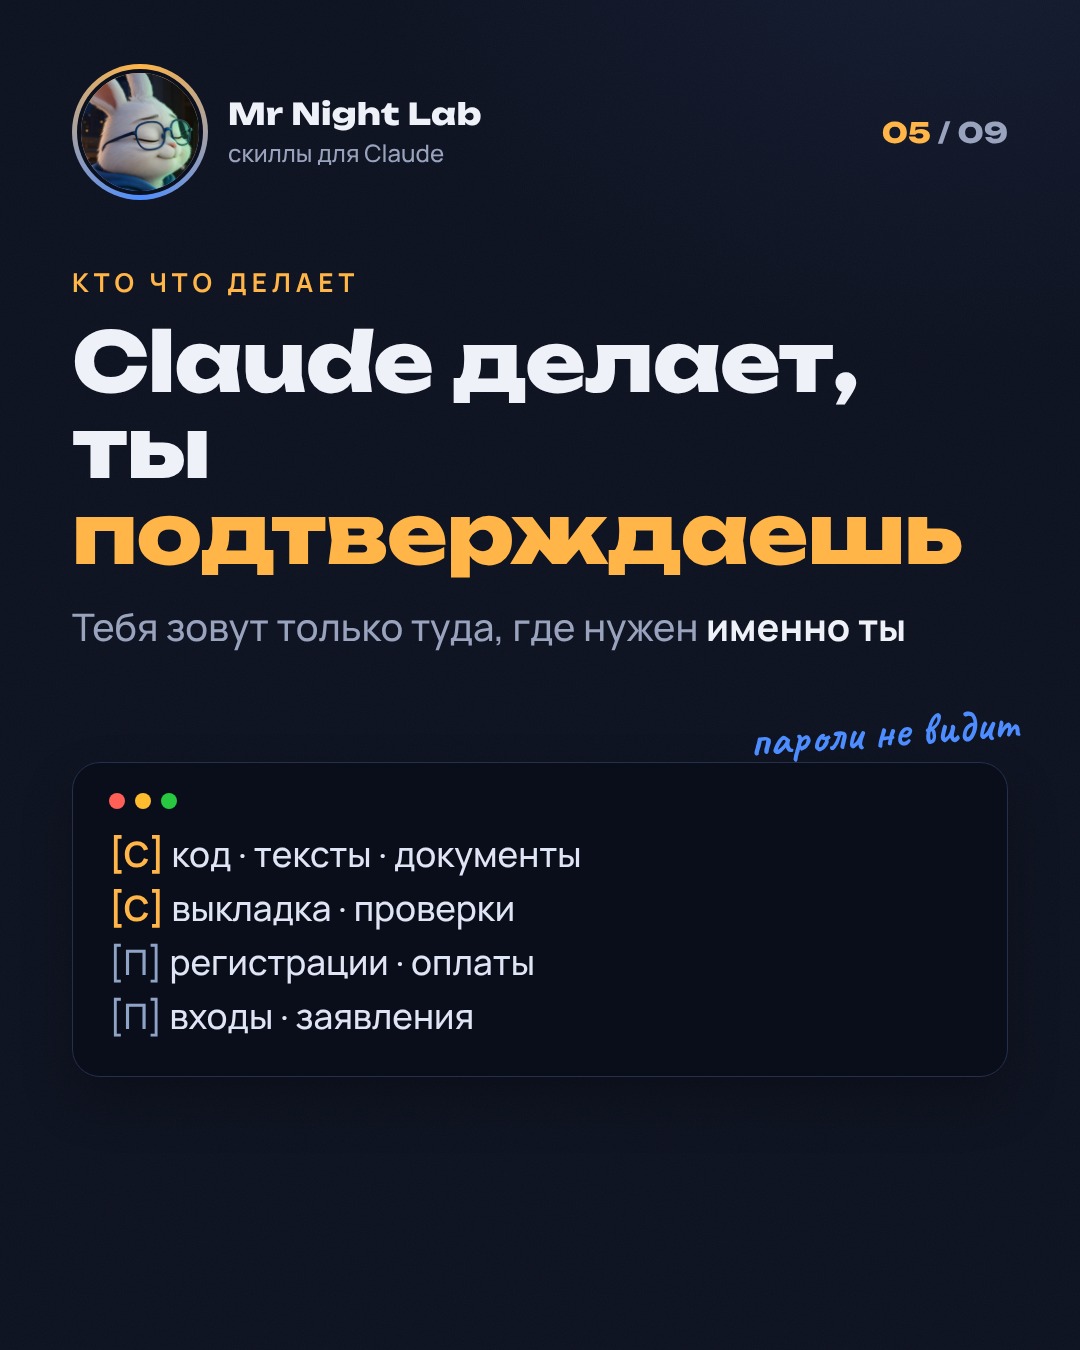 Mr Night Lab
скиллы для Claude
05 / 09
КТО ЧТО ДЕЛАЕТ
Claude делает,
ты
подтверждаешь
Тебя зовут только туда, где нужен именно ты
пароли не видит
[C] код · тексты · документы
[C] выкладка · проверки
[П] регистрации · оплаты
[П] входы · заявления